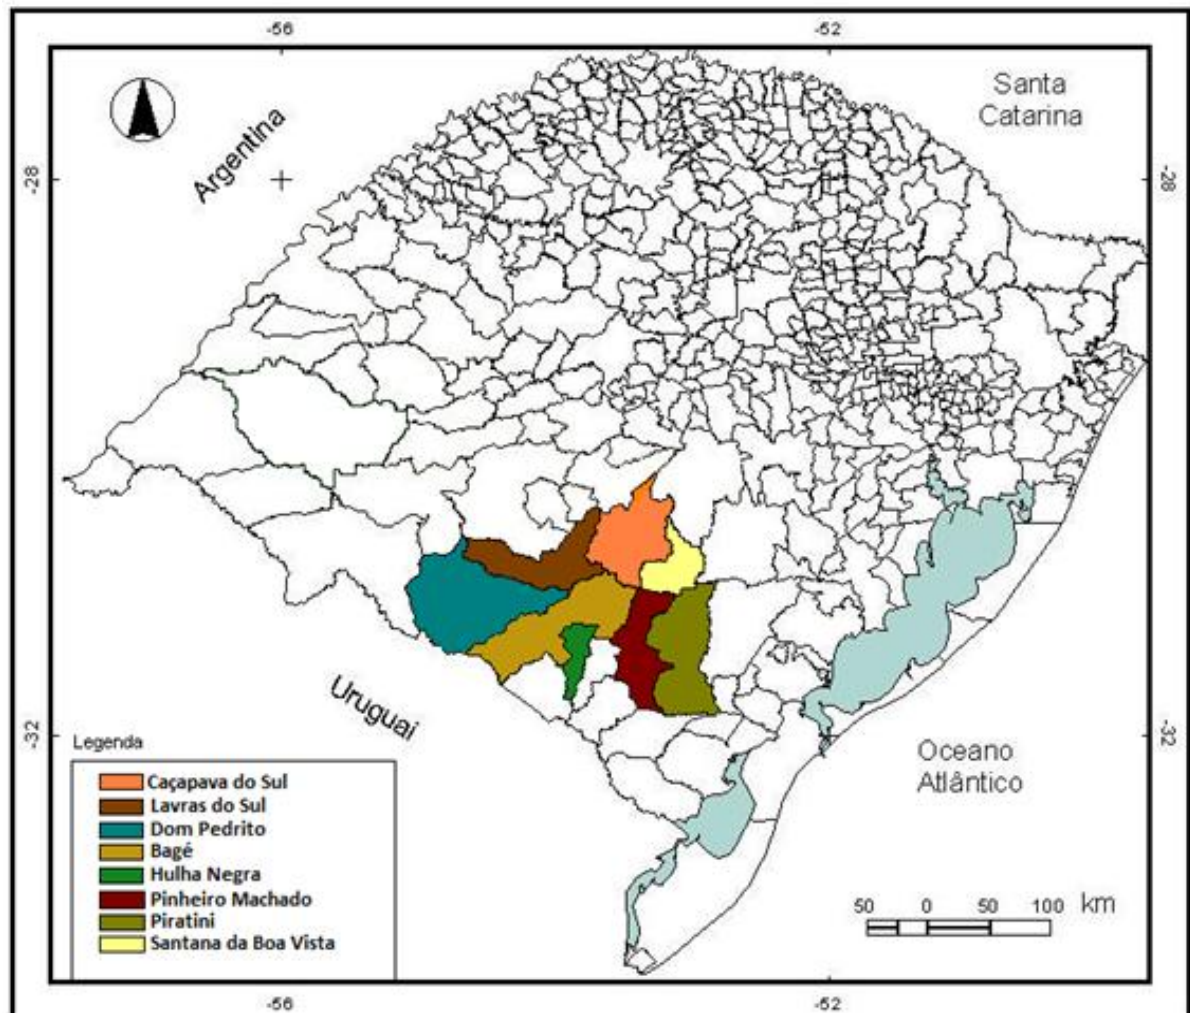 -56
-52
Santa
Catarina
Argentina
-28
-28
Uruguai
-32
-32
Oceano
Atlântico
Legenda
Caçapava do Sul
Lavras do Sul
Dom Pedrito
Bagé
Hulha Negra
Pinheiro Machado
Piratini
Santana da Boa Vista
50 0 50 100 km
-56
-52